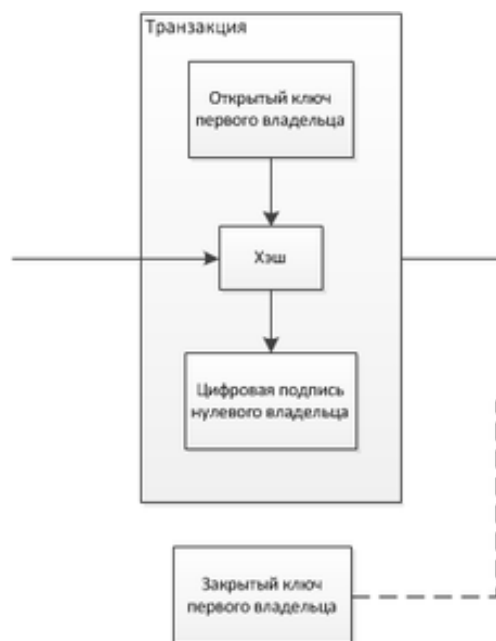 Транзакция
Открытый ключ
первого владельца
Хэш
Цифровая подпись
нулевого владельца
Закрытый ключ
первого владельца